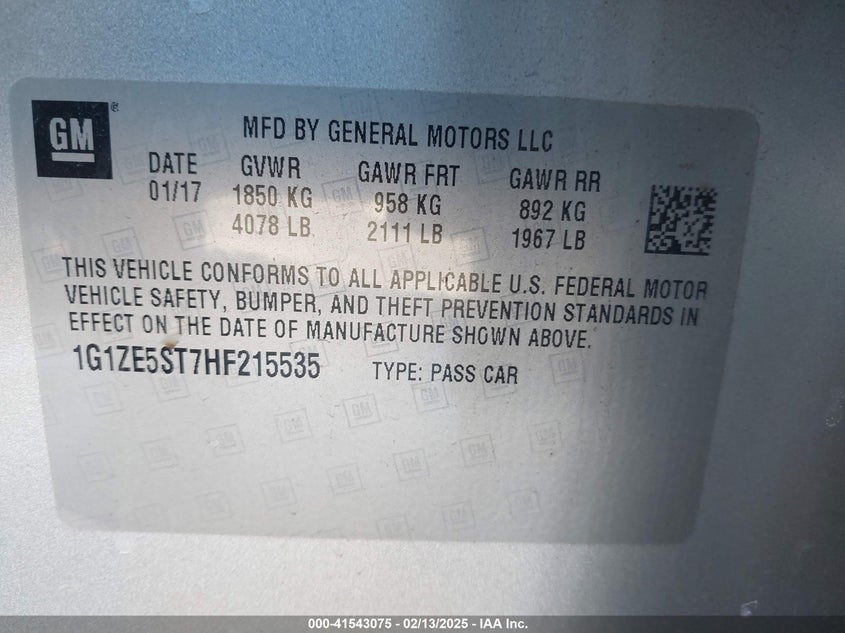 GM ®
MFD BY GENERAL MOTORS LLC
DATE GVWR GAWR FRT GAWR RR
01/17 1850 KG 958 KG 892 KG
4078 LB 2111 LB 1967 LB
THIS VEHICLE CONFORMS TO ALL APPLICABLE U.S. FEDERAL MOTOR
VEHICLE SAFETY, BUMPER, AND THEFT PREVENTION STANDARDS IN
EFFECT ON THE DATE OF MANUFACTURE SHOWN ABOVE.
1G1ZE5ST7HF215535 TYPE: PASS CAR
000-41543075 - 02/13/2025 - IAA Inc.